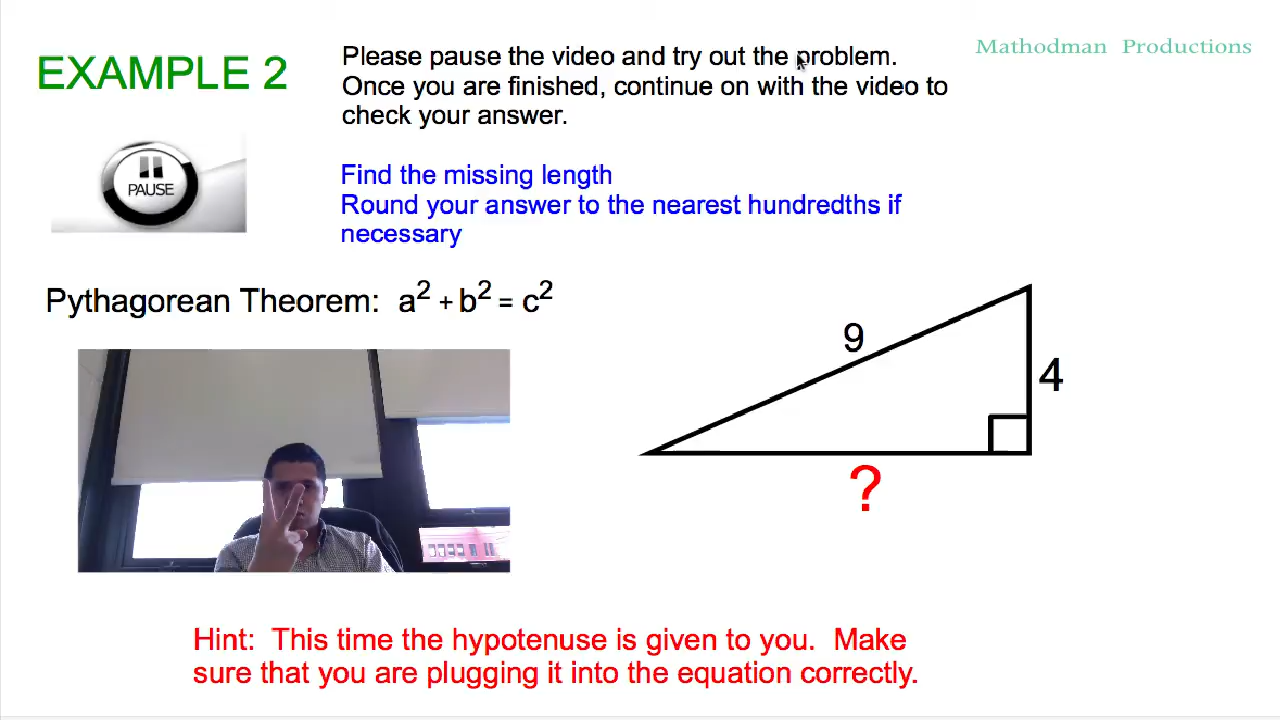 Mathodman Productions
EXAMPLE 2
Please pause the video and try out the problem.
Once you are finished, continue on with the video to
check your answer.
PAUSE
Find the missing length
Round your answer to the nearest hundredths if
necessary
Pythagorean Theorem: a² + b² = c²
9
4
?
Hint: This time the hypotenuse is given to you. Make
sure that you are plugging it into the equation correctly.